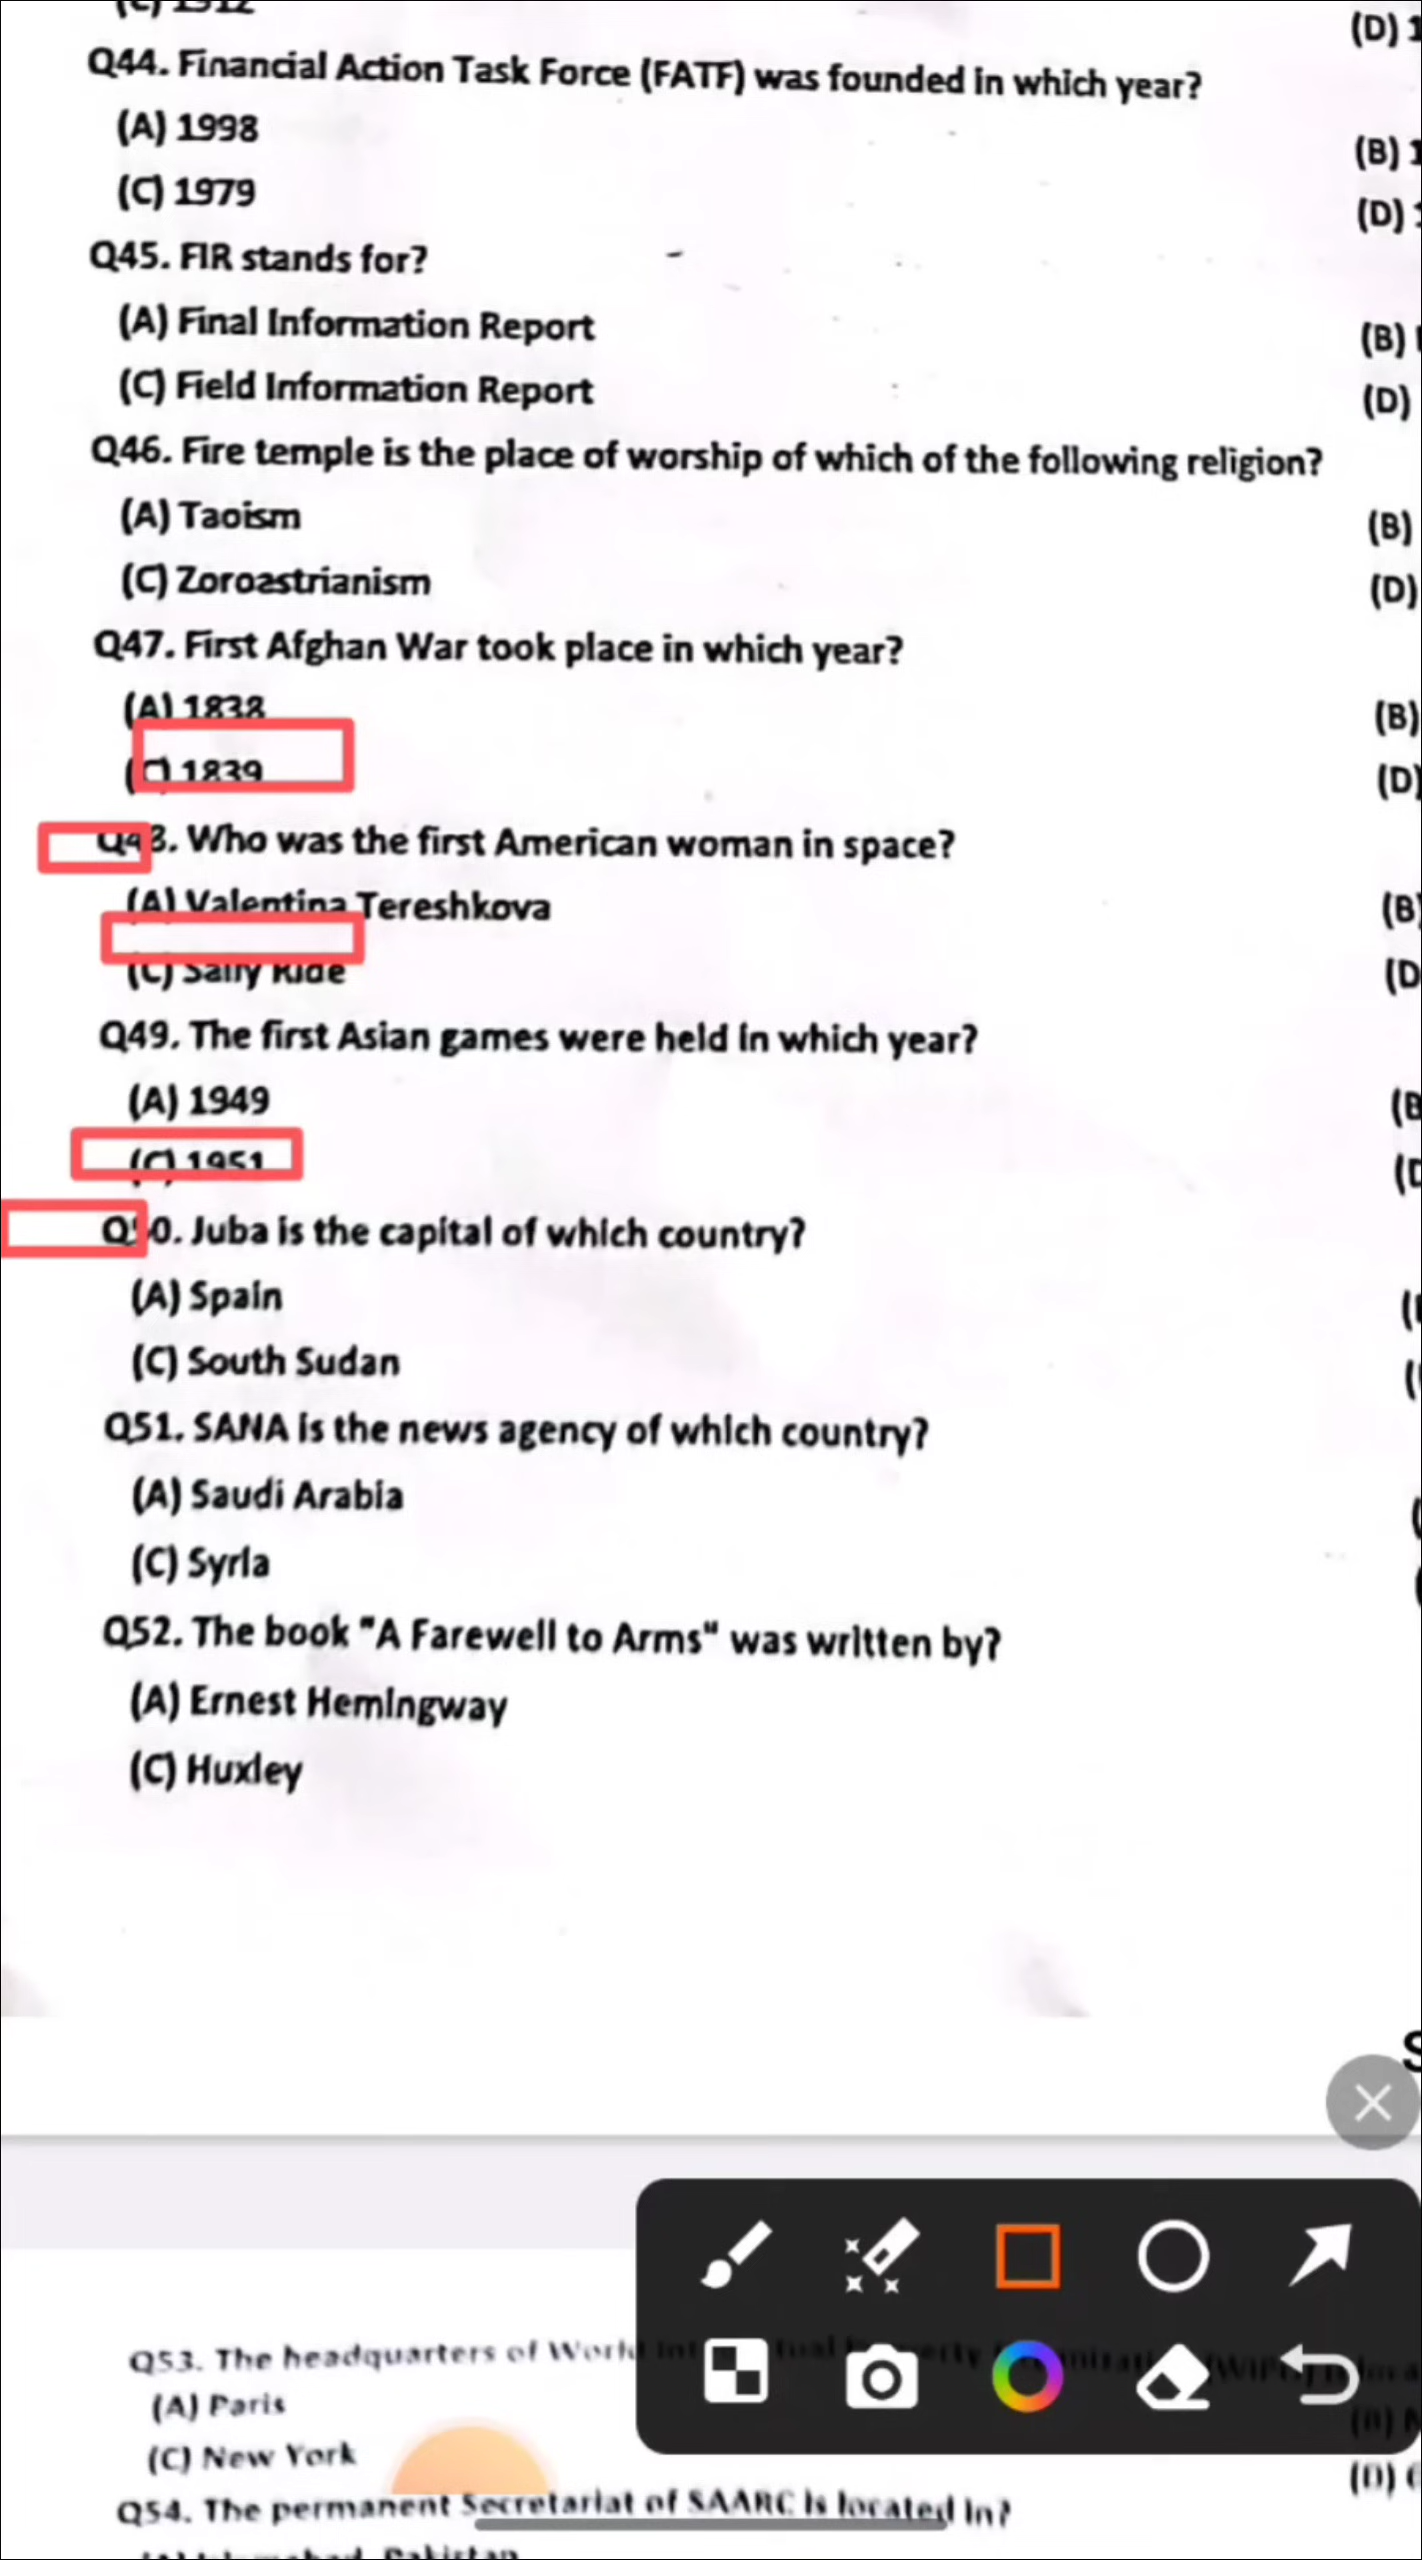 (C) 1912
(D) 1
Q44. Financial Action Task Force (FATF) was founded in which year?
(A) 1998
(B) 1
(C) 1979
(D)
Q45. FIR stands for?
(A) Final Information Report
(B)
(C) Field Information Report
(D)
Q46. Fire temple is the place of worship of which of the following religion?
(A) Taoism
(B)
(C) Zoroastrianism
(D)
Q47. First Afghan War took place in which year?
(A) 1838
(B)
(C) 1839
(D)
Q48. Who was the first American woman in space?
(A) Valentina Tereshkova
(B)
(C) Sally Ride
(D
Q49. The first Asian games were held in which year?
(A) 1949
(B
(C) 1951
(D
Q50. Juba is the capital of which country?
(A) Spain
(
(C) South Sudan
(
Q51. SANA is the news agency of which country?
(A) Saudi Arabia
(
(C) Syria
(
Q52. The book "A Farewell to Arms" was written by?
(A) Ernest Hemingway
(C) Huxley
S
Q53. The headquarters of World
(A) Paris
(B)
(C) New York
(D)
Q54. The permanent Secretariat of SAARC is located in?
(A) Islamabad, Pakistan